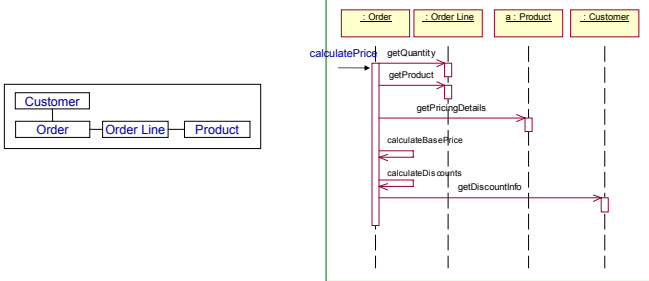 Customer
Order
Order Line
Product
: Order
: Order Line
a : Product
: Customer
calculatePrice
getQuantity
getProduct
getPricingDetails
calculateBasePrice
calculateDiscounts
getDiscountInfo